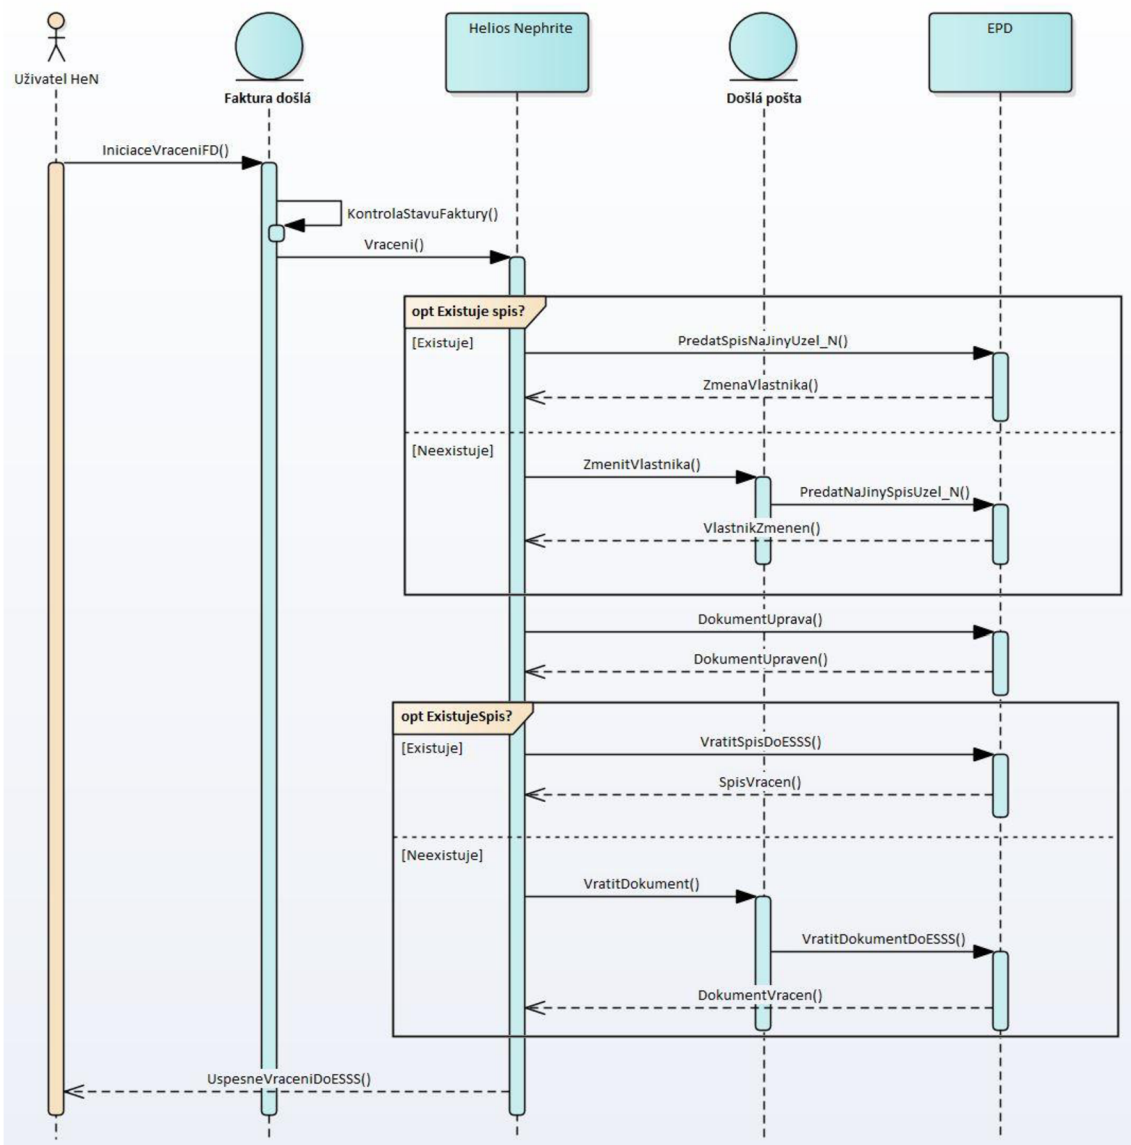 Helios Nephrite
EPD
Uživatel HeN
Faktura došlá
Došlá pošta
IniciaceVraceniFD()
KontrolaStavuFaktury()
Vraceni()
opt Existuje spis?
[Existuje]
PredatSpisNaJinyUzel_N()
ZmenaVlastnika()
[Neexistuje]
ZmenitVlastnika()
PredatNaJinySpisUzel_N()
VlastnikZmenen()
DokumentUprava()
DokumentUpraven()
opt ExistujeSpis?
[Existuje]
VratitSpisDoESSS()
SpisVracen()
[Neexistuje]
VratitDokument()
VratitDokumentDoESSS()
DokumentVracen()
UspesneVraceniDoESSS()